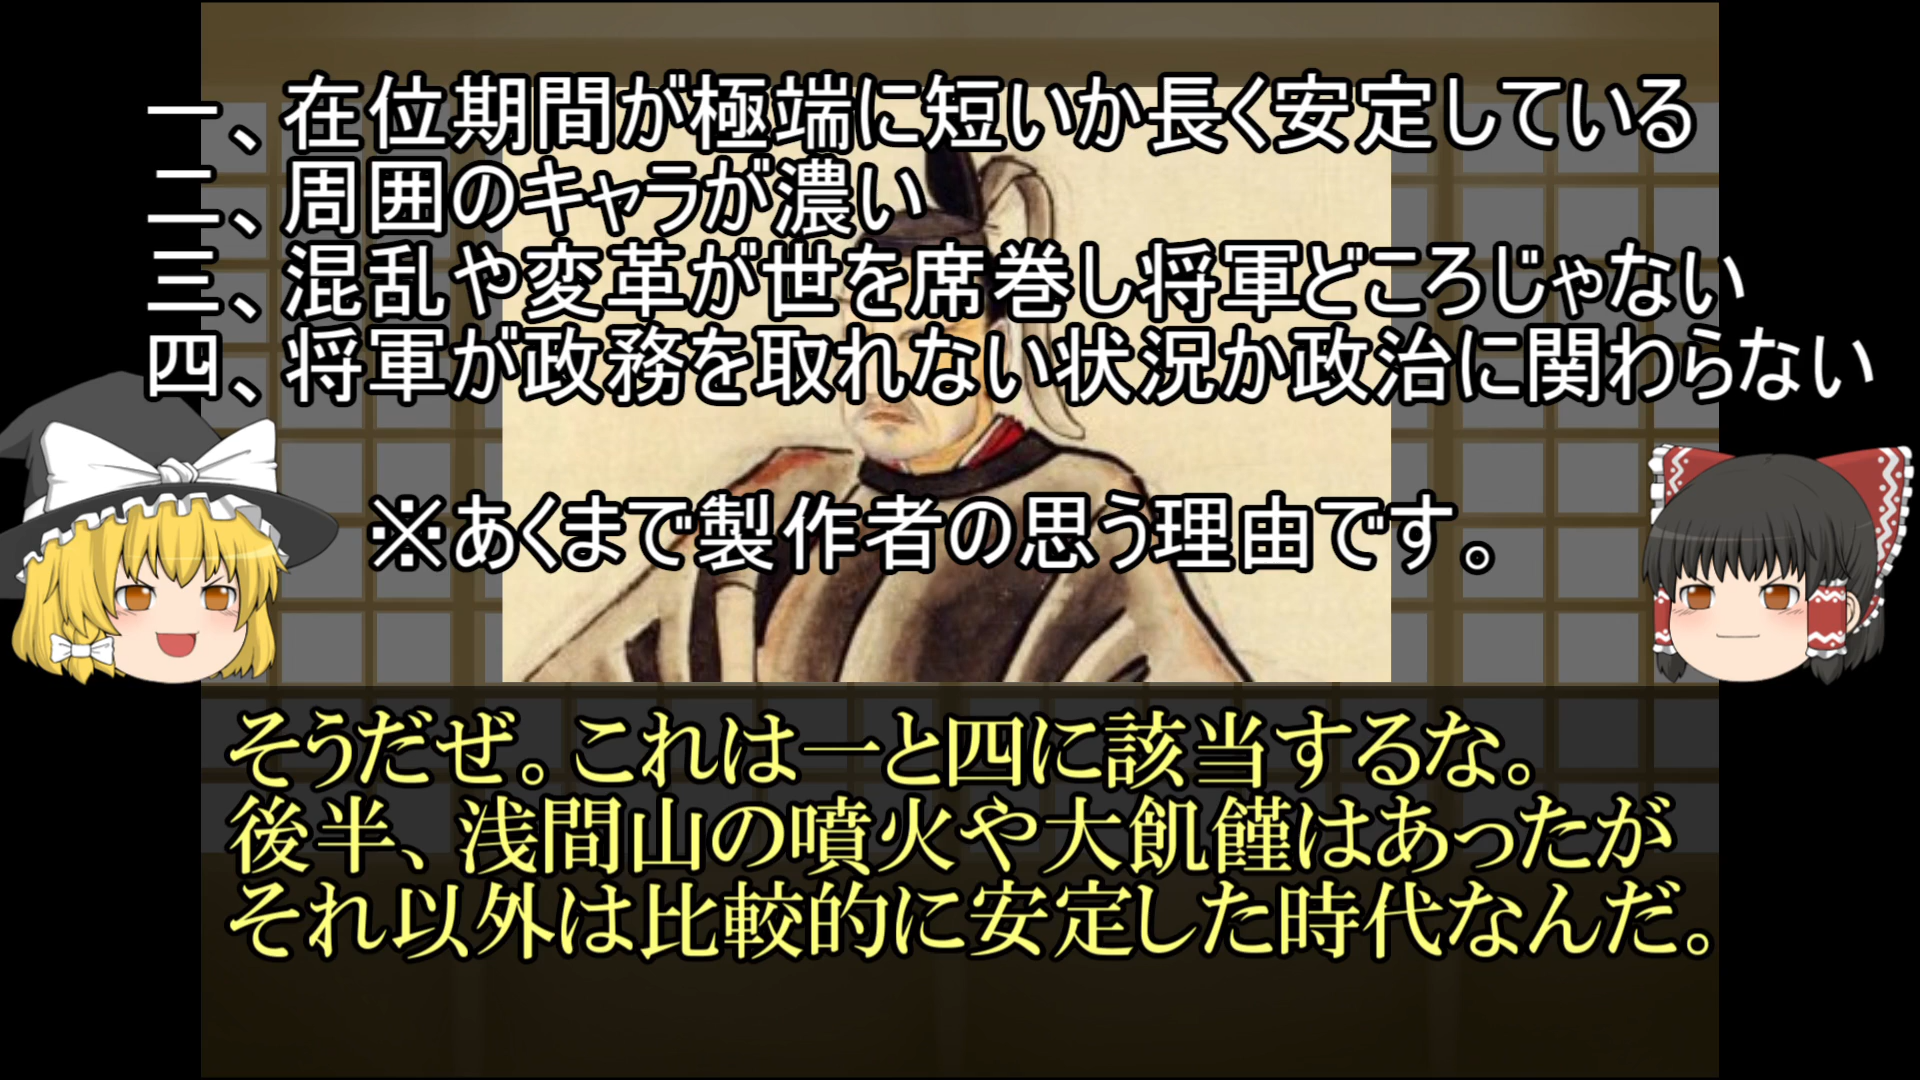 一、在位期間が極端に短いか長く安定している
二、周囲のキャラが濃い
三、混乱や変革が世を席巻し将軍どころじゃない
四、将軍が政務を取れない状況か政治に関わらない
※あくまで製作者の思う理由です。
そうだぜ。これは一と四に該当するな。
後半、浅間山の噴火や大飢饉はあったが
それ以外は比較的に安定した時代なんだ。